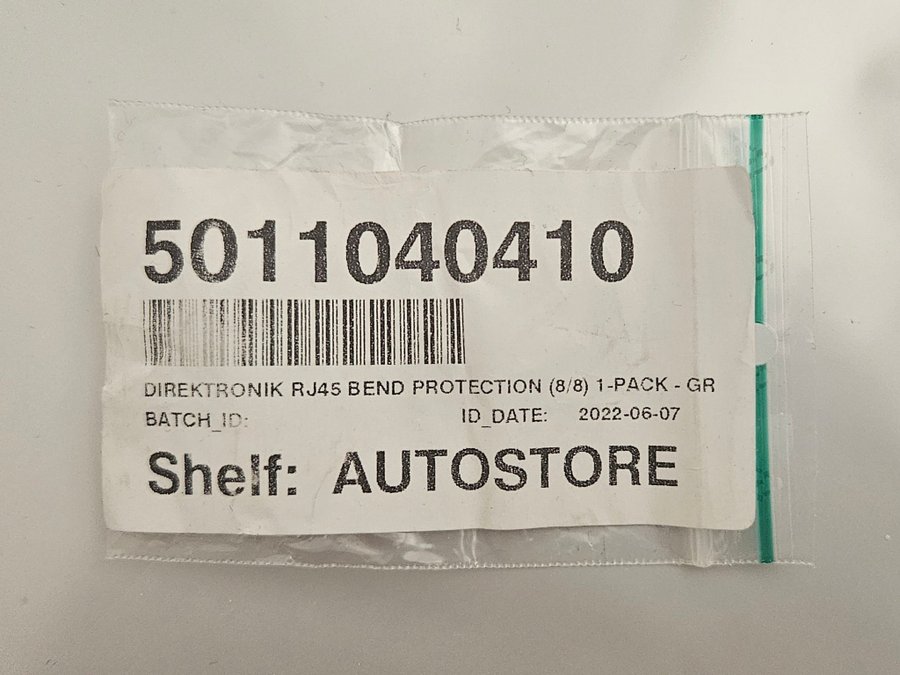 5011040410
DIREKTRONIK RJ45 BEND PROTECTION (8/8) 1-PACK - GR
BATCH_ID: ID_DATE: 2022-06-07
Shelf: AUTOSTORE